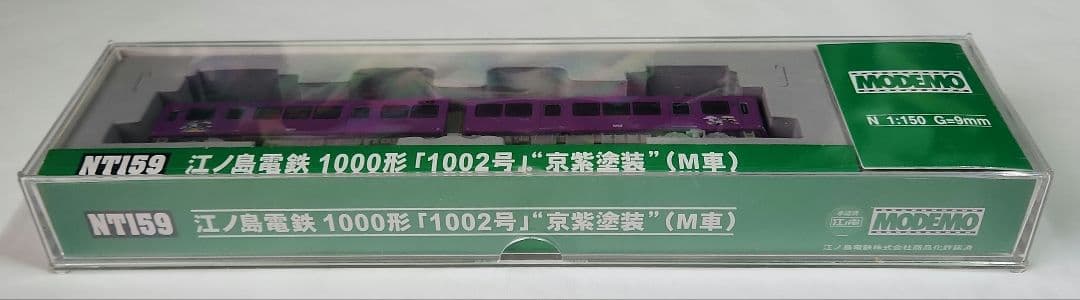 MODEMO
N 1:150 G=9mm
NT159 江ノ島電鉄 1000形「1002号」“京紫塗装”(M車)
NT159 江ノ島電鉄 1000形「1002号」“京紫塗装”(M車)
MODEMO
江ノ島電鉄株式会社商品化許諾済